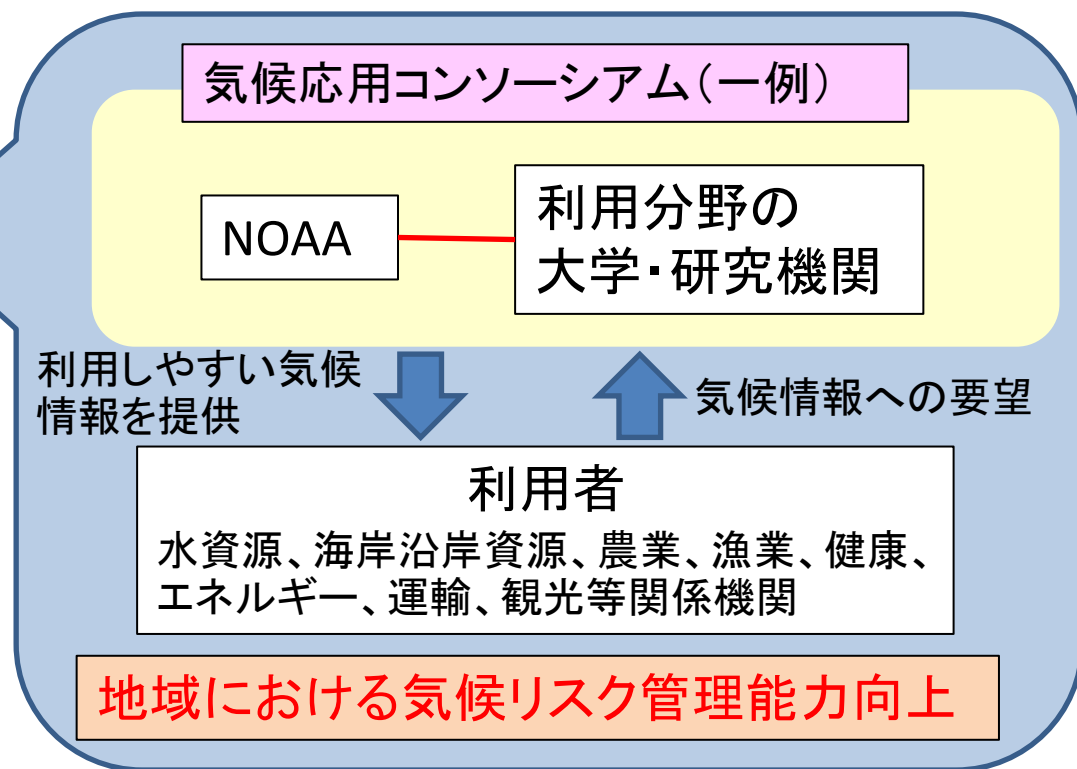 気候応用コンソーシアム(一例)
NOAA
利用分野の
大学・研究機関
利用しやすい気候
情報を提供
気候情報への要望
利用者
水資源、海岸沿岸資源、農業、漁業、健康、
エネルギー、運輸、観光等関係機関
地域における気候リスク管理能力向上